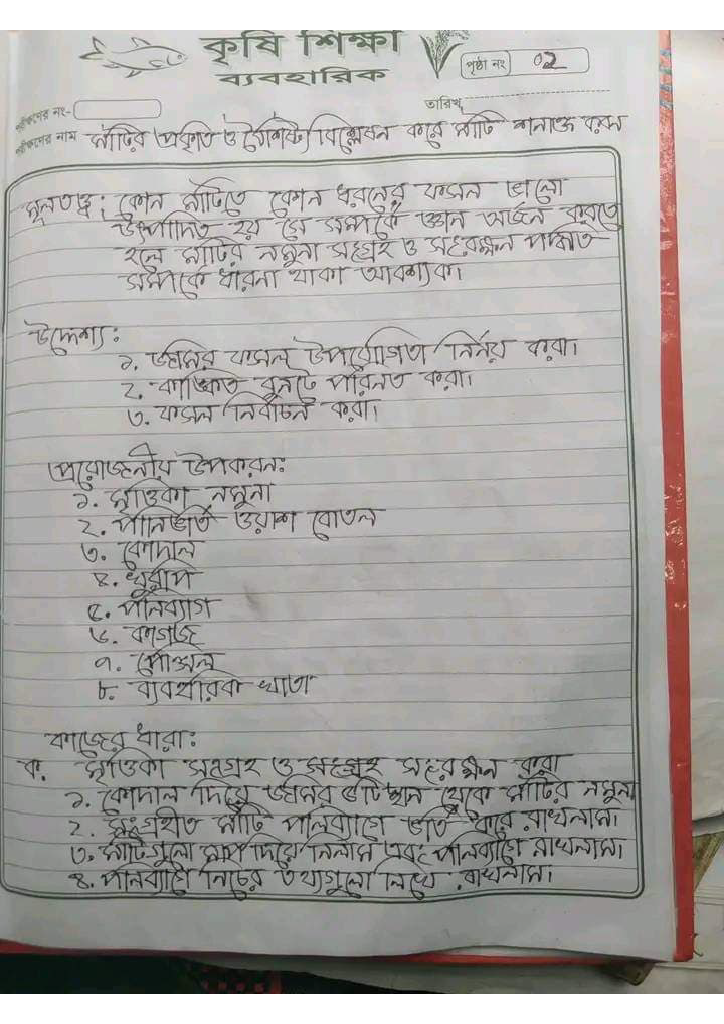 কৃষি শিক্ষা
ব্যবহারিক
পৃষ্ঠা নং ০২
তারিখ
পরীক্ষণের নং-
পরীক্ষণের নাম মাটির প্রকৃতি ও বৈশিষ্ট্য বিশ্লেষন করে মাটি শনাক্ত করন
মূলতত্ত্ব: কোন মাটিতে কোন ধরনের ফসল ভালো
উৎপাদিত হয় সে সম্পর্কে জ্ঞান অর্জন করতে
হলে মাটির নমুনা সংগ্রহ ও সংরক্ষন পদ্ধতি
সম্পর্কে ধারনা থাকা আবশ্যক।
উদ্দেশ্য:
১. জমির ফসল উপযোগিতা নির্নয় করা।
২. কাঙ্ক্ষিত বুনটে পরিনত করা।
৩. ফসল নির্বাচন করা।
প্রয়োজনীয় উপকরন:
১. মৃত্তিকা নমুনা
২. পানিভর্তি ওয়াশ বোতল
৩. কোদাল
৪. খুরপি
৫. পলিব্যাগ
৬. কাগজ
৭. পেন্সিল
৮. ব্যবহারিক খাতা
কাজের ধারা:
ক. মৃত্তিকা সংগ্রহ ও সংগ্রহ সংরক্ষন করা
১. কোদাল দিয়ে জমির ৫টি স্থান থেকে মাটির নমুনা
২. সংগ্রহীত মাটি পলিব্যাগে ভর্তি করে রাখলাম।
৩. মাটিগুলো মাপ দিয়ে নিলাম এবং পলিব্যাগে রাখলাম।
৪. পলিব্যাগে নিচের তথ্যগুলো লিখে রাখলাম।